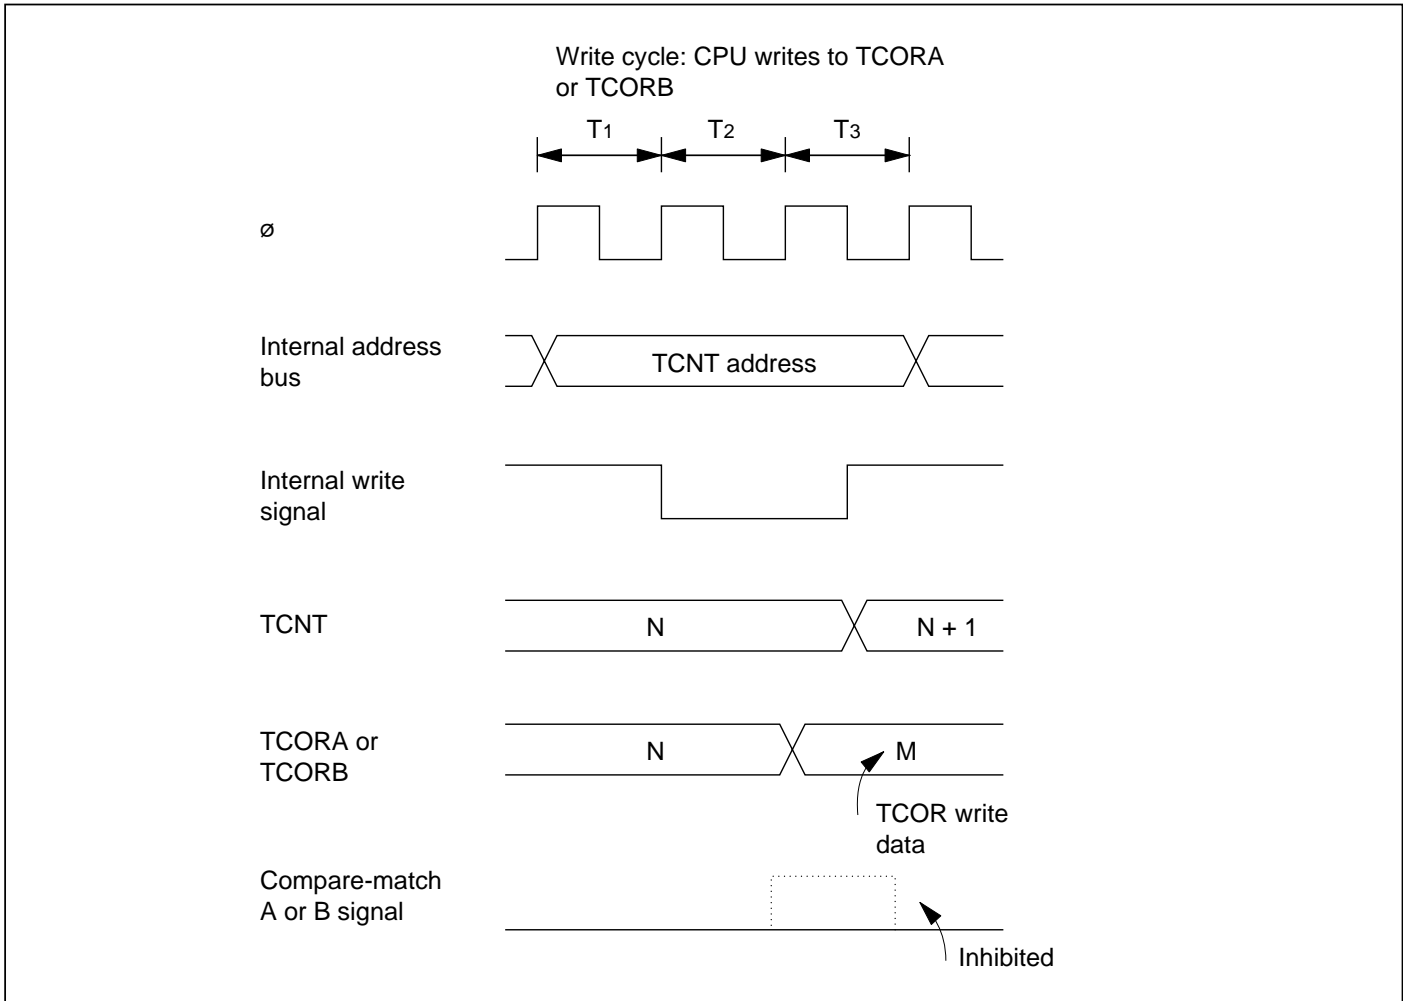 Write cycle: CPU writes to TCORA
or TCORB
T1 T2 T3
ø
Internal address
bus
TCNT address
Internal write
signal
TCNT
N
N + 1
TCORA or
TCORB
N
M
TCOR write
data
Compare-match
A or B signal
Inhibited